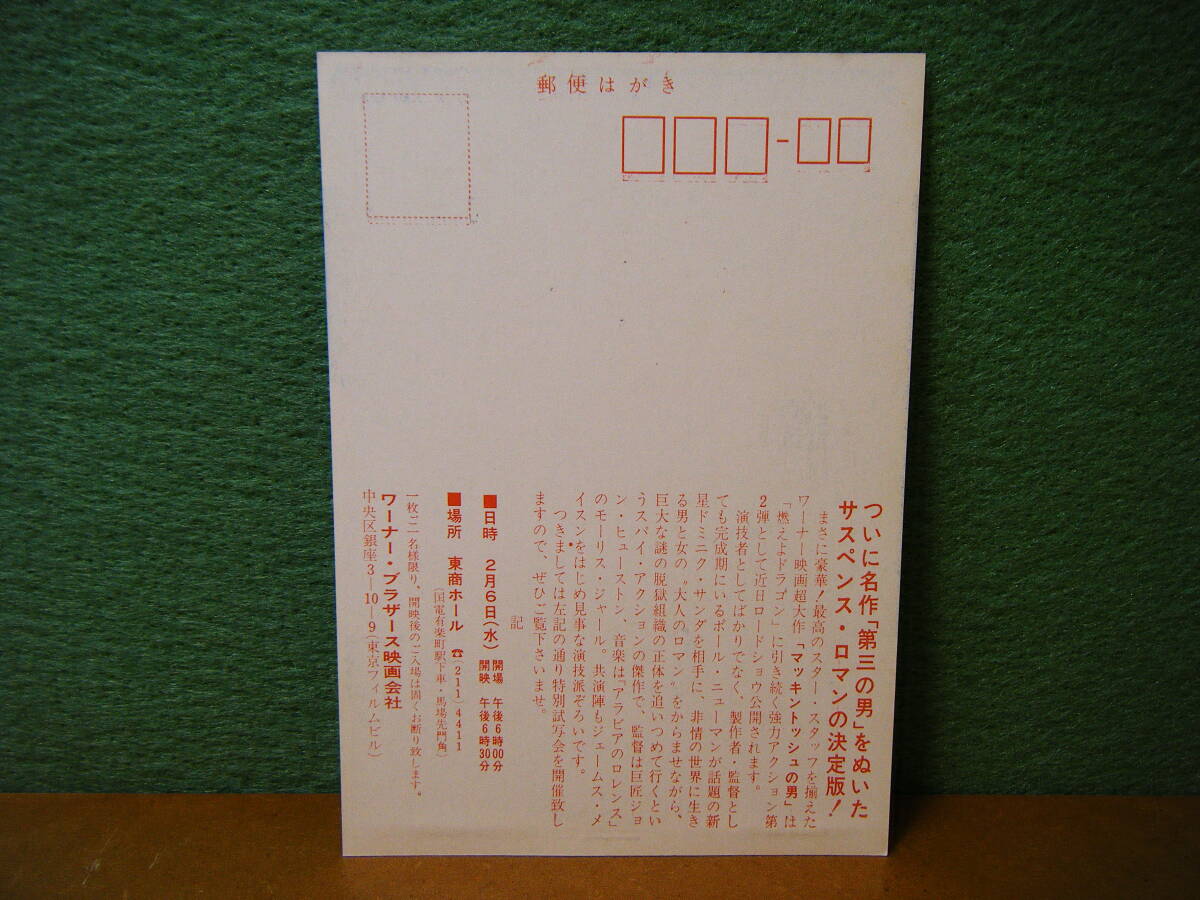 郵便はがき
ついに名作「第三の男」をぬいた
サスペンス・ロマンの決定版!
まさに豪華!最高のスター・スタッフを揃えた
ワーナー映画超大作「マッキントッシュの男」は
「燃えよドラゴン」に引き続く強力アクション第
2弾として近日ロードショウ公開されます。
演技者としてばかりでなく、製作者・監督とし
ても完成期にいるポール・ニューマンが話題の新
星ドミニク・サンダを相手に、非情の世界に生き
る男と女の〝大人のロマン〟をからませながら、
巨大な謎の脱獄組織の正体を追いつめて行くとい
うスパイ・アクションの傑作で、監督は巨匠ジョ
ン・ヒューストン、音楽は「アラビアのロレンス」
のモーリス・ジャール。共演陣もジェームス・メ
イスンをはじめ見事な演技派ぞろいです。
つきましては左記の通り特別試写会を開催致し
ますので、ぜひご覧下さいませ。
記
■日時 2月6日(水) 開場 午後6時00分
開映 午後6時30分
■場所 東商ホール ☎(211)4411
(国電有楽町駅下車・馬場先門角)
一枚ご二名様限り、開映後のご入場は固くお断り致します。
ワーナー・ブラザース映画会社
中央区銀座3−10−9(東京フィルムビル)